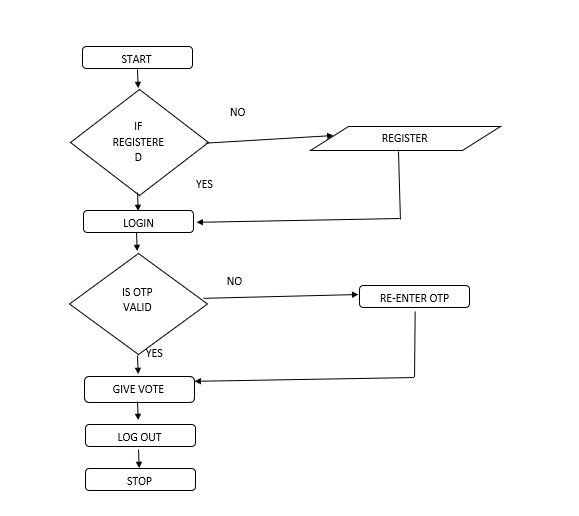 START
IF
REGISTERE
D
NO
REGISTER
YES
LOGIN
IS OTP
VALID
NO
RE-ENTER OTP
YES
GIVE VOTE
LOG OUT
STOP